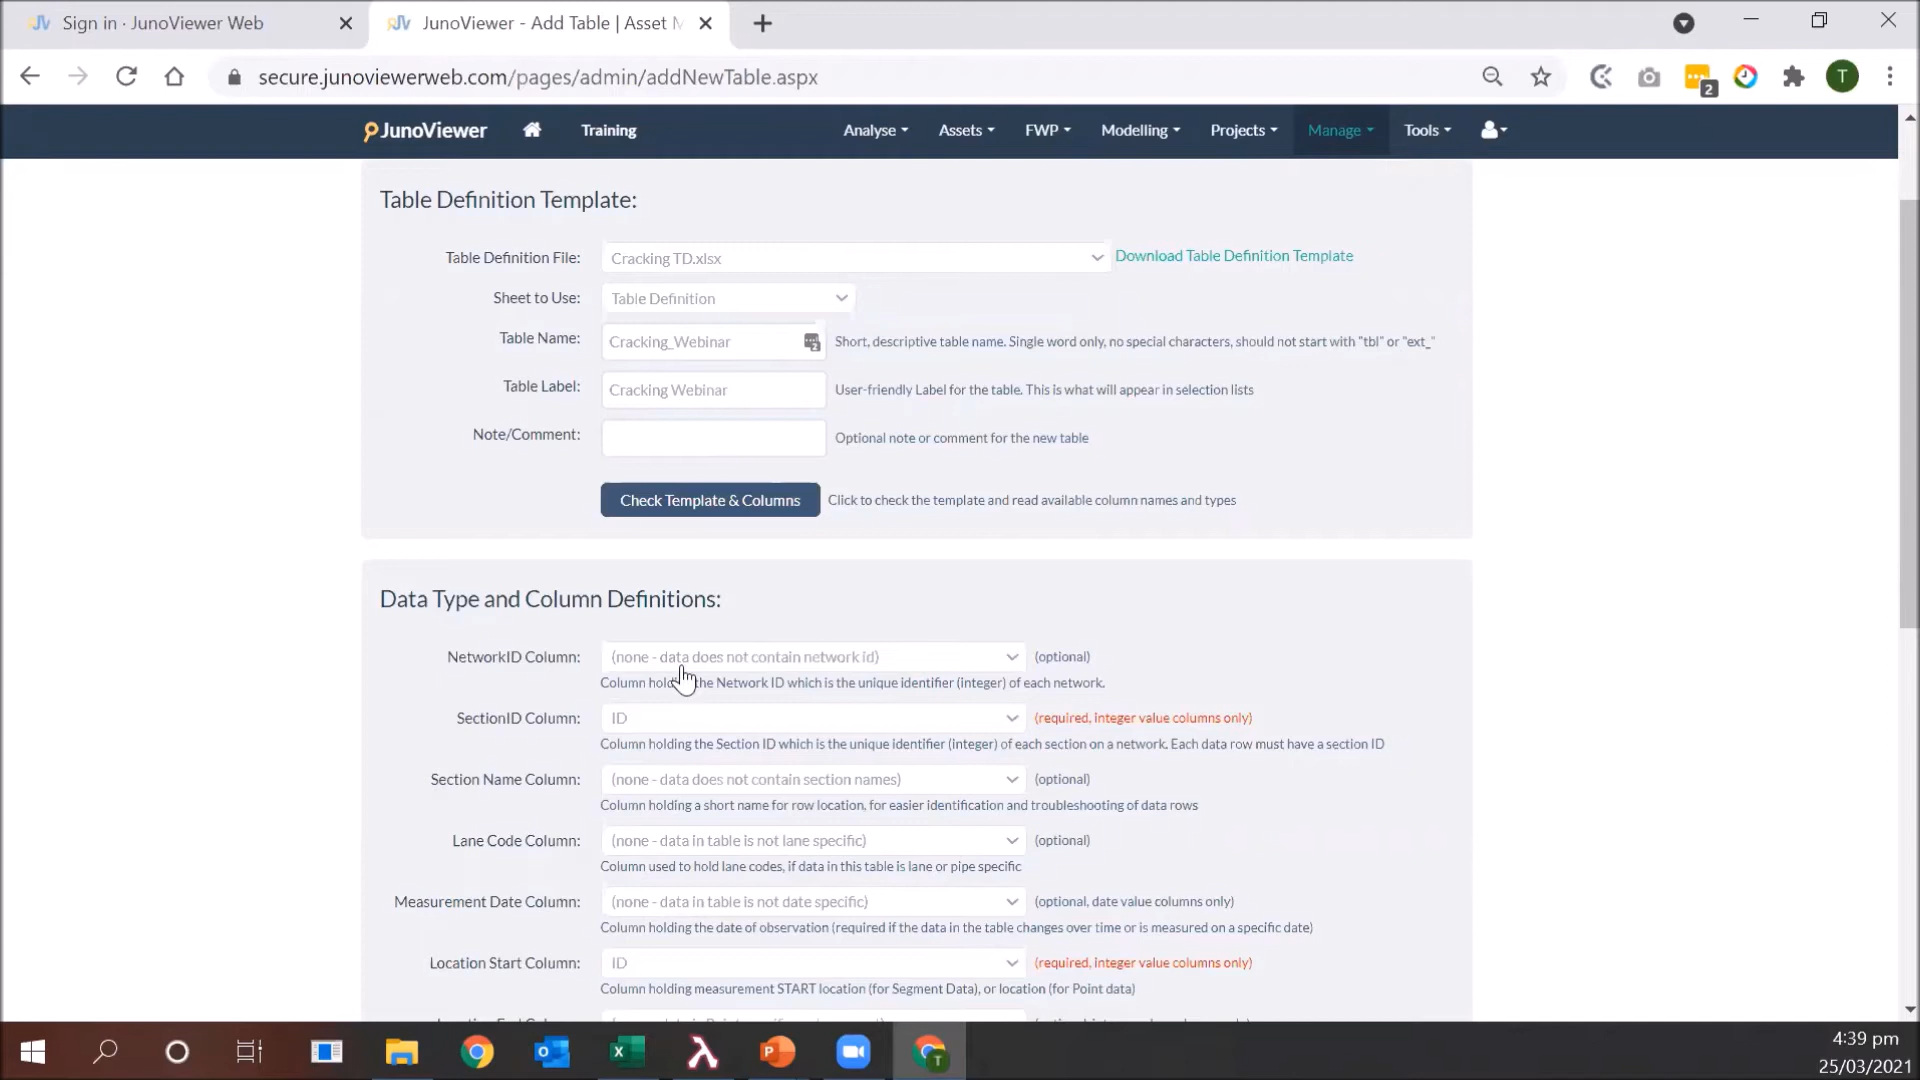 Sign in · JunoViewer Web
JunoViewer - Add Table | Asset M
secure.junoviewerweb.com/pages/admin/addNewTable.aspx
2
T
JunoViewer
Training
Analyse
Assets
FWP
Modelling
Projects
Manage
Tools
Table Definition Template:
Table Definition File:
Cracking TD.xlsx
Download Table Definition Template
Sheet to Use:
Table Definition
Table Name:
Cracking_Webinar
Short, descriptive table name. Single word only, no special characters, should not start with "tbl" or "ext_"
Table Label:
Cracking Webinar
User-friendly Label for the table. This is what will appear in selection lists
Note/Comment:
Optional note or comment for the new table
Check Template & Columns
Click to check the template and read available column names and types
Data Type and Column Definitions:
NetworkID Column:
(none - data does not contain network id)
(optional)
Column holding the Network ID which is the unique identifier (integer) of each network.
SectionID Column:
ID
(required, integer value columns only)
Column holding the Section ID which is the unique identifier (integer) of each section on a network. Each data row must have a section ID
Section Name Column:
(none - data does not contain section names)
(optional)
Column holding a short name for row location, for easier identification and troubleshooting of data rows
Lane Code Column:
(none - data in table is not lane specific)
(optional)
Column used to hold lane codes, if data in this table is lane or pipe specific
Measurement Date Column:
(none - data in table is not date specific)
(optional, date value columns only)
Column holding the date of observation (required if the data in the table changes over time or is measured on a specific date)
Location Start Column:
ID
(required, integer value columns only)
Column holding measurement START location (for Segment Data), or location (for Point data)
4:39 pm
25/03/2021